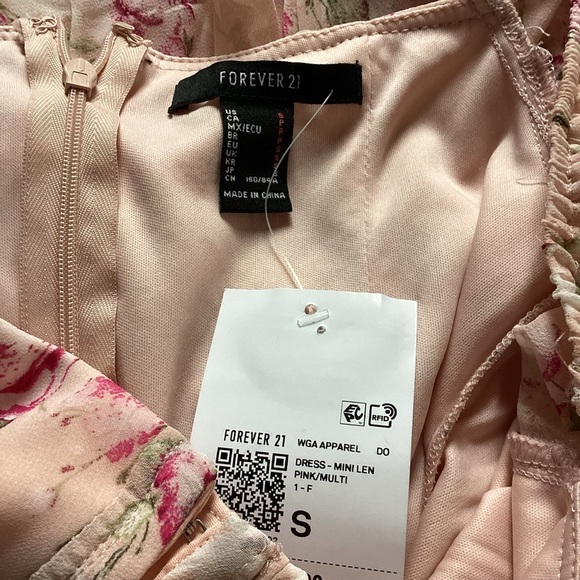 FOREVER 21
US S
CA P
MX/ECU P
BR P
EU S
UK S
KR S
JP
CN 160/84A
MADE IN CHINA
RFID
FOREVER 21 WGA APPAREL DO
DRESS - MINI LEN
PINK/MULTI
1 - F
S